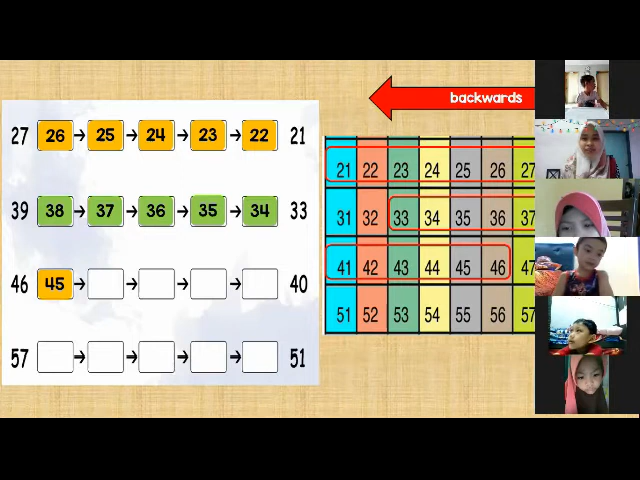 backwards
27 26 25 24 23 22 21
39 38 37 36 35 34 33
46 45 40
57 51
21 22 23 24 25 26 27
31 32 33 34 35 36 37
41 42 43 44 45 46 47
51 52 53 54 55 56 57